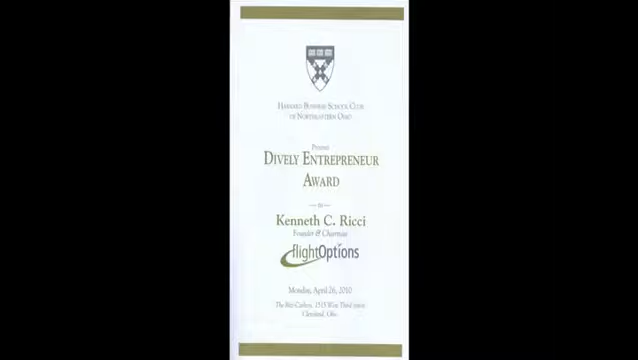 Harvard Business School Club
of Northeastern Ohio
Presents
Dively Entrepreneur
Award
— to —
Kenneth C. Ricci
Founder & Chairman
flightOptions
Monday, April 26, 2010
The Ritz-Carlton, 1515 West Third Street
Cleveland, Ohio